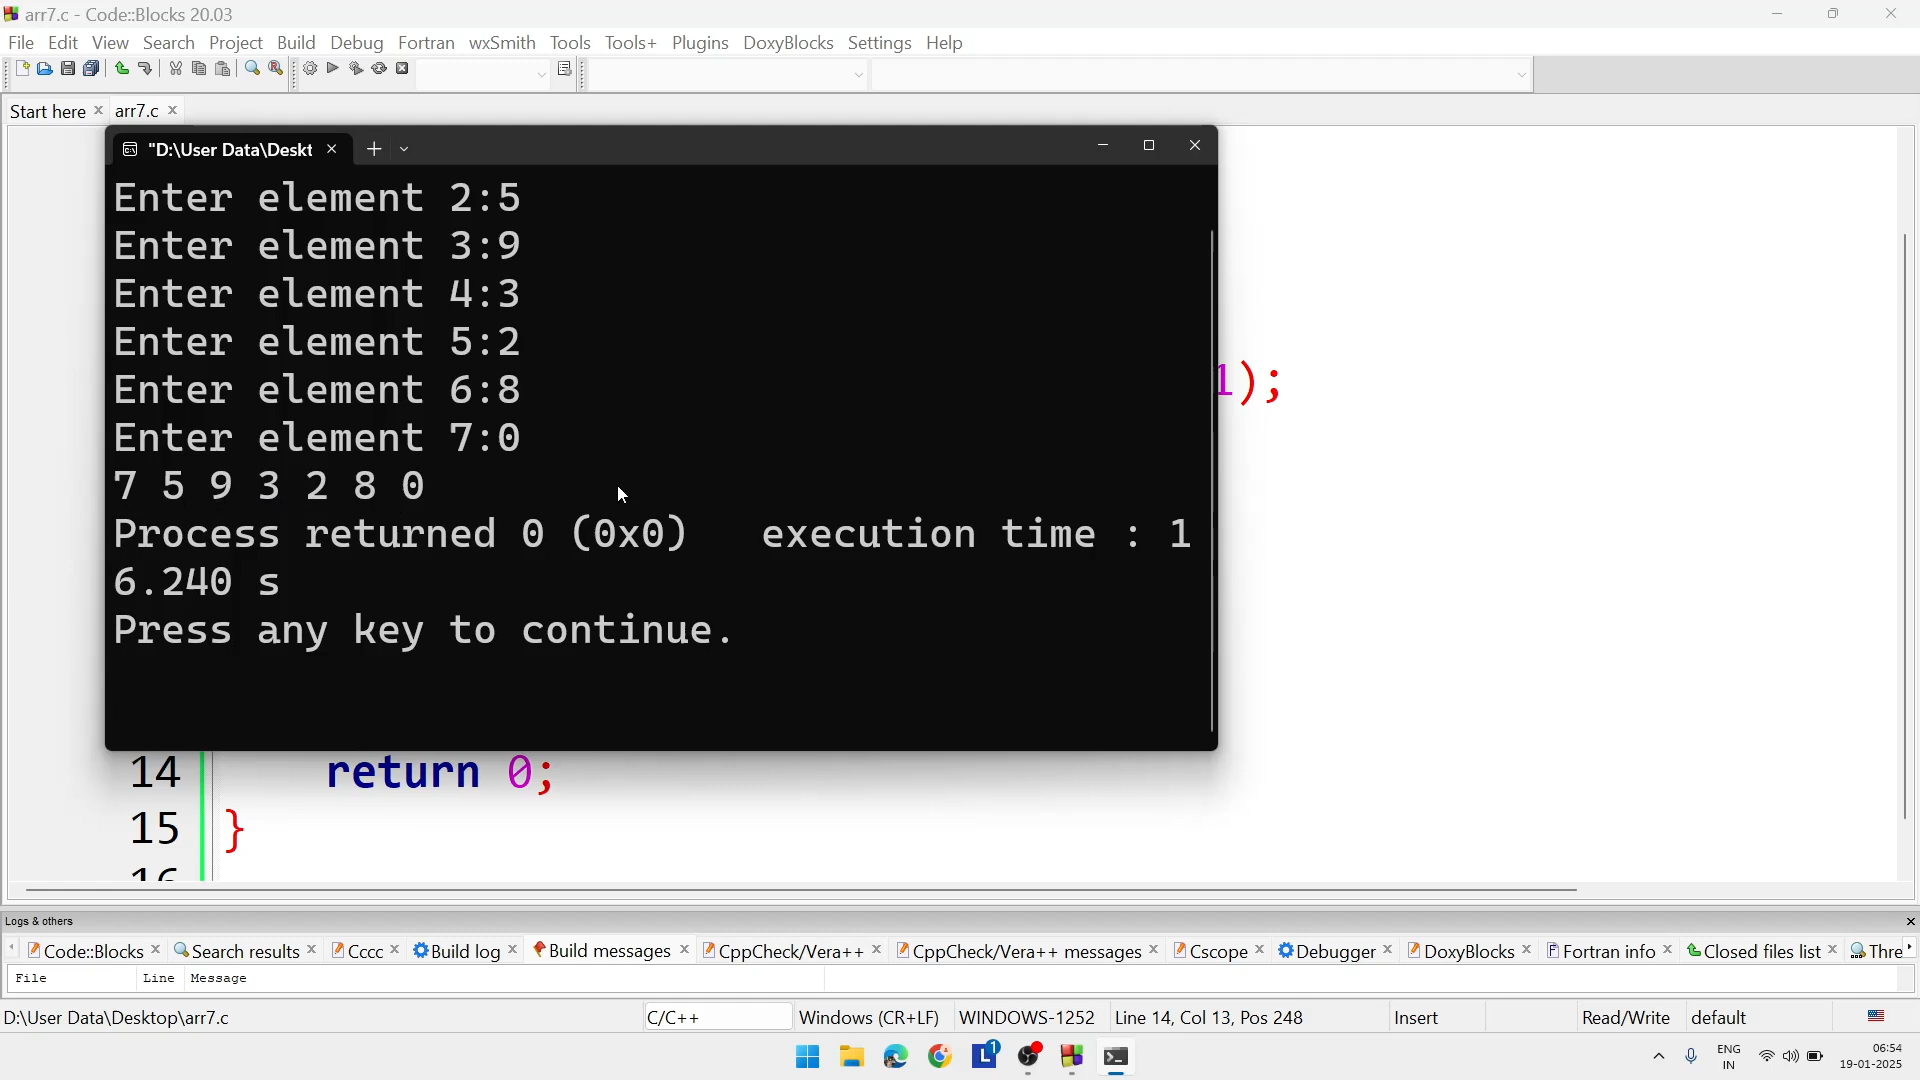 arr7.c - Code::Blocks 20.03
File Edit View Search Project Build Debug Fortran wxSmith Tools Tools+ Plugins DoxyBlocks Settings Help
Start here arr7.c
"D:\User Data\Deskt
Enter element 2:5
Enter element 3:9
1);
Enter element 4:3
Enter element 5:2
Enter element 6:8
Enter element 7:0
7 5 9 3 2 8 0
Process returned 0 (0x0)   execution time : 1
6.240 s
Press any key to continue.
14 return 0;
15 }
16
Logs & others
Code::Blocks Search results Cccc Build log Build messages CppCheck/Vera++ CppCheck/Vera++ messages Cscope Debugger DoxyBlocks Fortran info Closed files list Thre
File Line Message
D:\User Data\Desktop\arr7.c C/C++ Windows (CR+LF) WINDOWS-1252 Line 14, Col 13, Pos 248 Insert Read/Write default
L 1 ENG 06:54
IN 19-01-2025